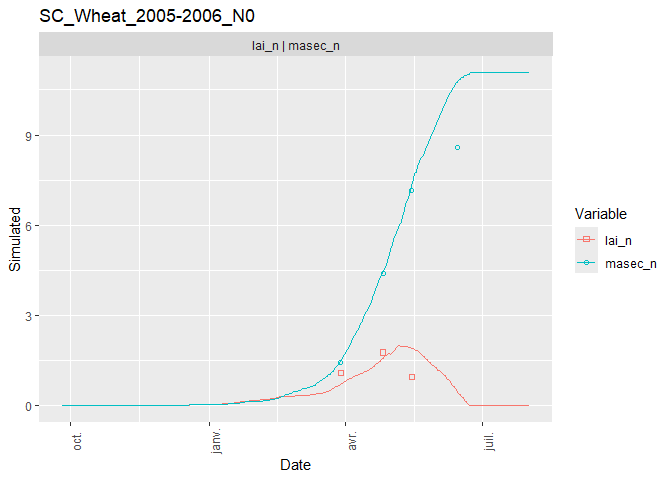 SC_Wheat_2005-2006_N0
lai_n | masec_n
9
6
3
0
Simulated
oct.
janv.
avr.
juil.
Date
Variable
lai_n
masec_n